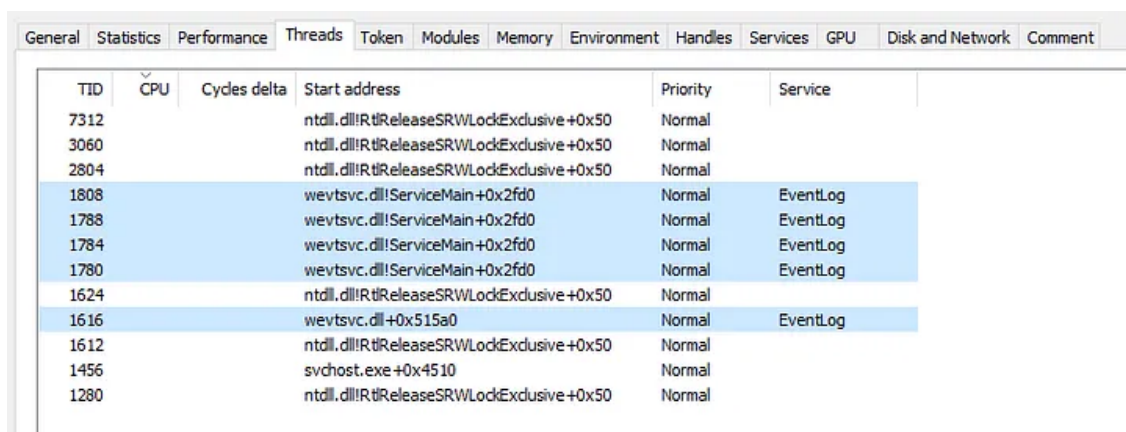 General Statistics Performance Threads Token Modules Memory Environment Handles Services GPU Disk and Network Comment
TID CPU Cycles delta Start address Priority Service
7312 ntdll.dll!RtlReleaseSRWLockExclusive+0x50 Normal
3060 ntdll.dll!RtlReleaseSRWLockExclusive+0x50 Normal
2804 ntdll.dll!RtlReleaseSRWLockExclusive+0x50 Normal
1808 wevtsvc.dll!ServiceMain+0x2fd0 Normal EventLog
1788 wevtsvc.dll!ServiceMain+0x2fd0 Normal EventLog
1784 wevtsvc.dll!ServiceMain+0x2fd0 Normal EventLog
1780 wevtsvc.dll!ServiceMain+0x2fd0 Normal EventLog
1624 ntdll.dll!RtlReleaseSRWLockExclusive+0x50 Normal
1616 wevtsvc.dll+0x515a0 Normal EventLog
1612 ntdll.dll!RtlReleaseSRWLockExclusive+0x50 Normal
1456 svchost.exe+0x4510 Normal
1280 ntdll.dll!RtlReleaseSRWLockExclusive+0x50 Normal